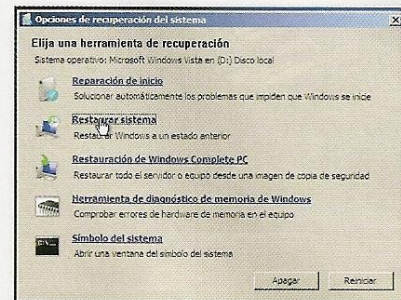 Opciones de recuperación del sistema
Elija una herramienta de recuperación
Sistema operativo: Microsoft Windows Vista en (D:) Disco local
Reparación de inicio
Solucionar automáticamente los problemas que impiden que Windows se inicie
Restaurar sistema
Restaurar Windows a un estado anterior
Restauración de Windows Complete PC
Restaurar todo el servidor o equipo desde una imagen de copia de seguridad
Herramienta de diagnóstico de memoria de Windows
Comprobar errores de hardware de memoria en el equipo
Símbolo del sistema
Abrir una ventana del símbolo del sistema
Apagar
Reiniciar